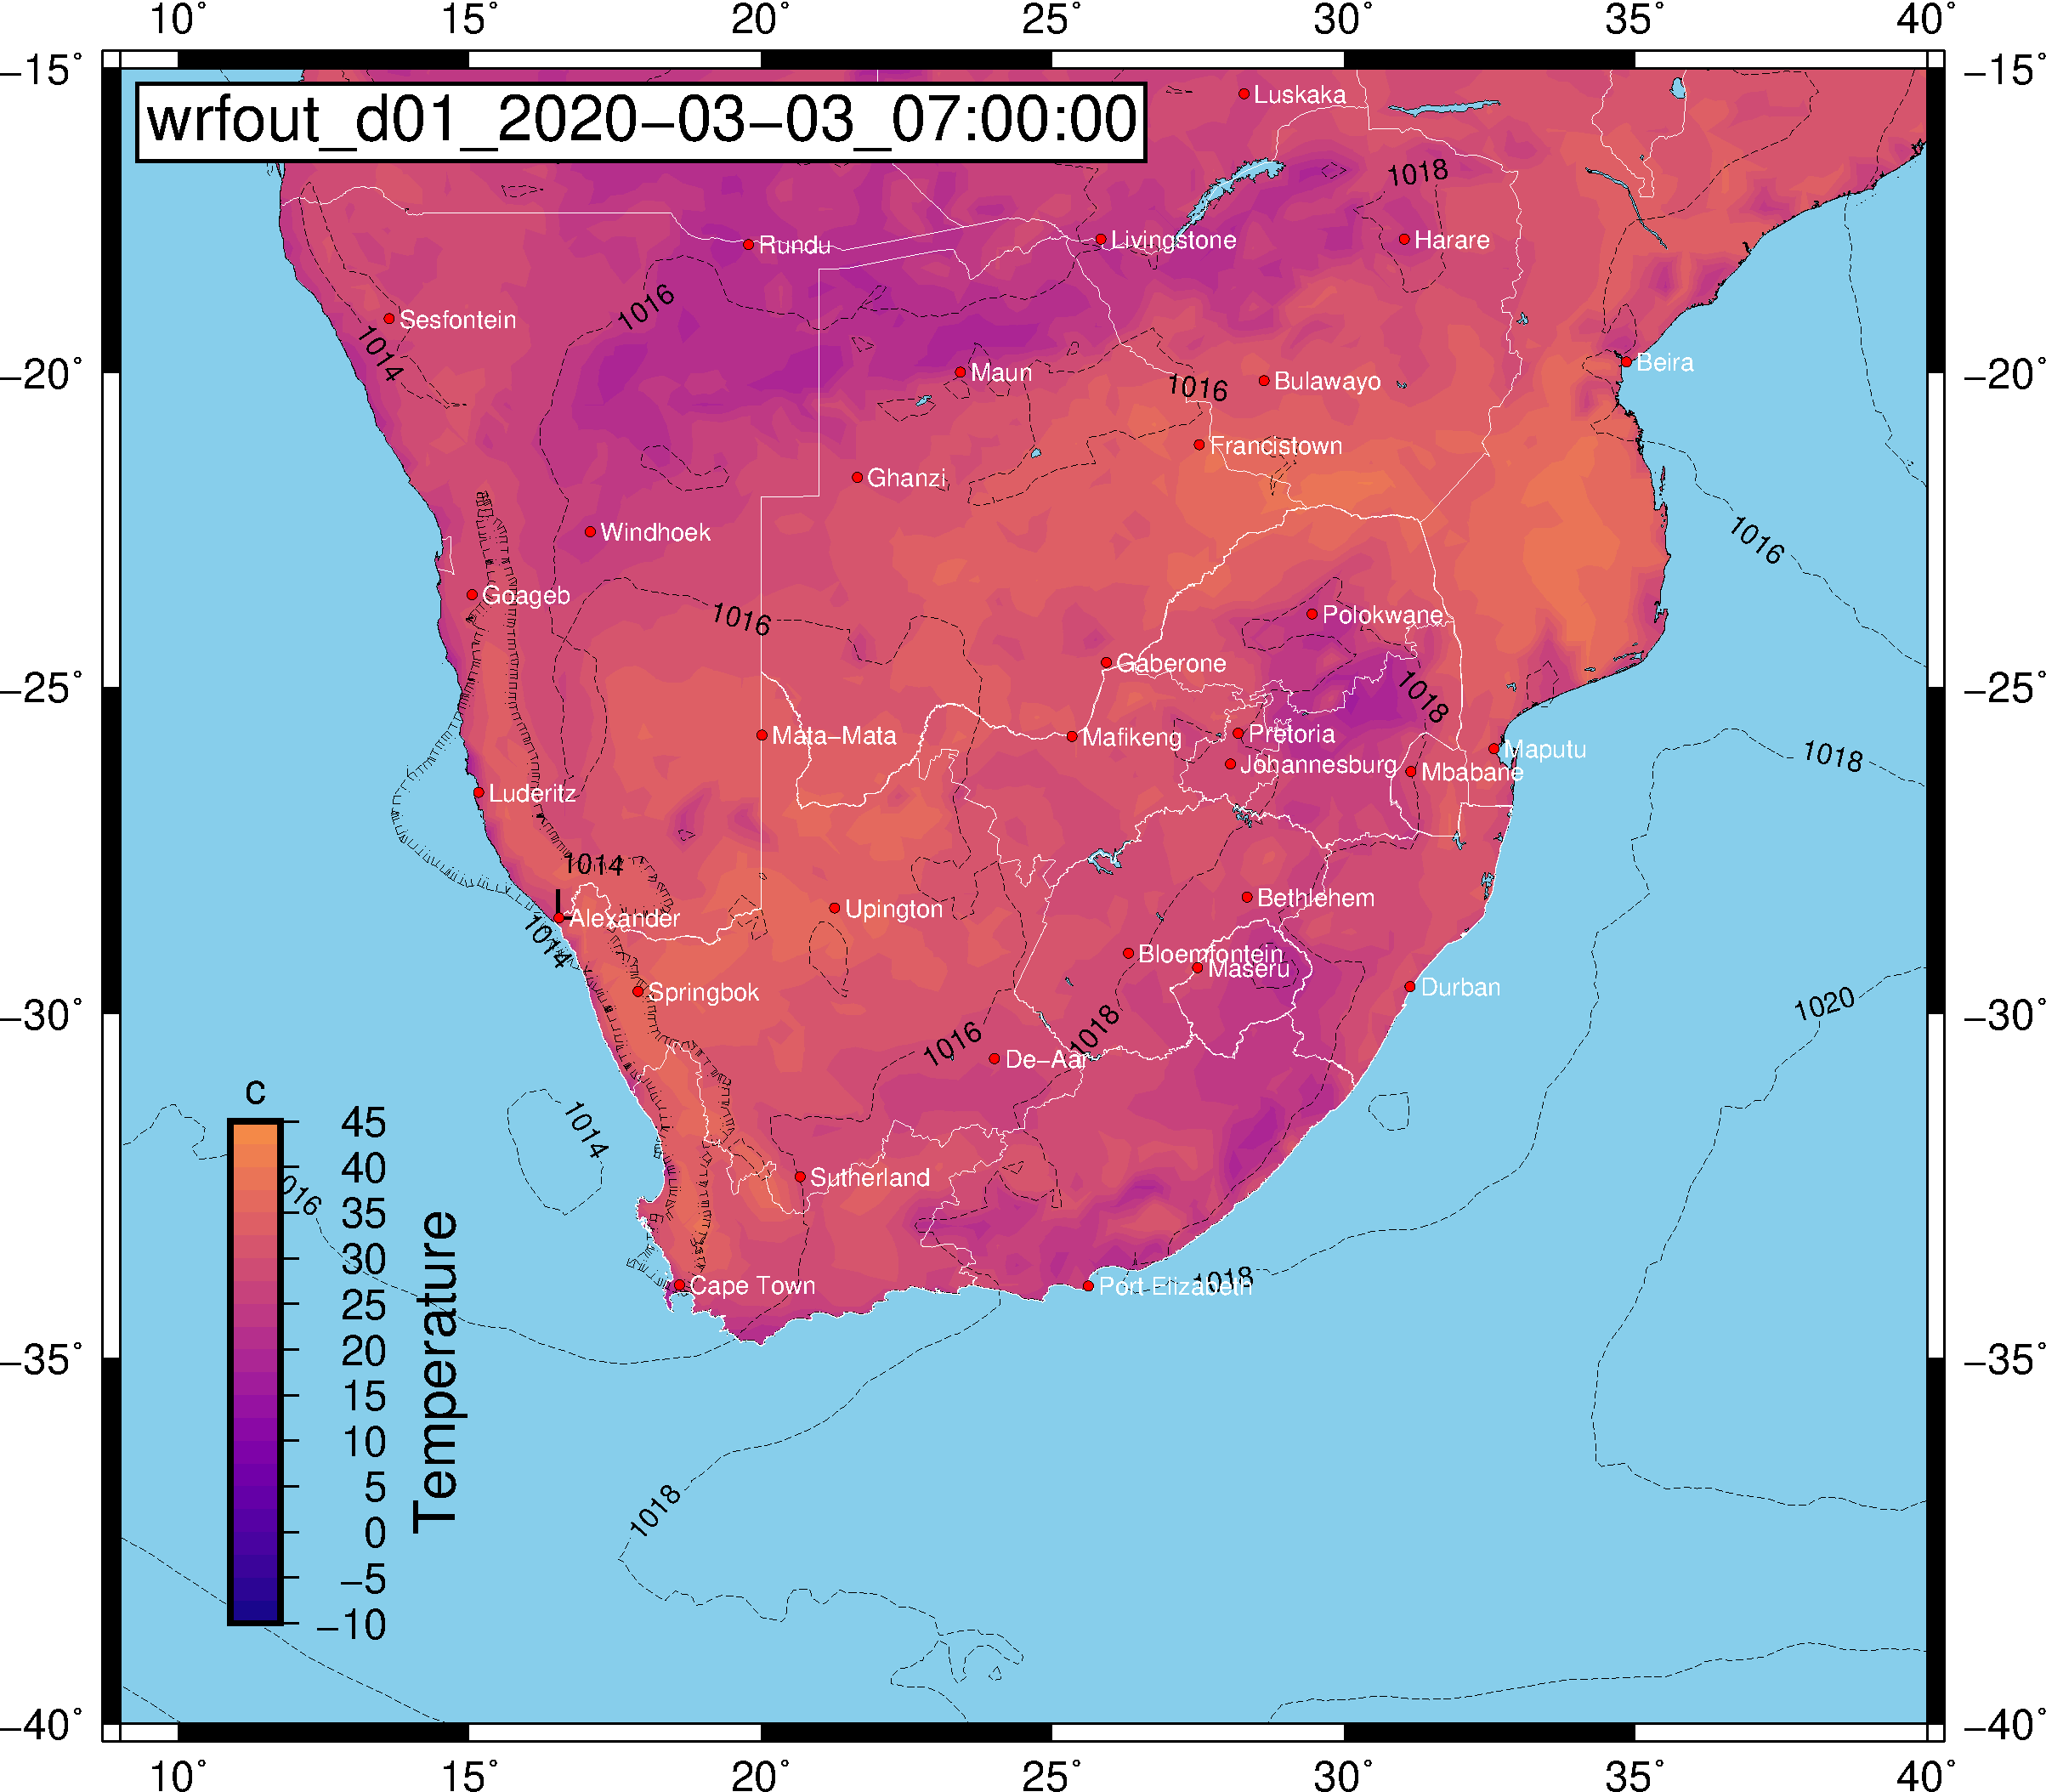 10° 15° 20° 25° 30° 35° 40°
−15° −15°
wrfout_d01_2020−03−03_07:00:00
Luskaka
1018
Rundu
Livingstone
Harare
1016
Sesfontein
1014
Beira
−20° −20°
Maun
1016
Bulawayo
Francistown
Ghanzi
Windhoek
1016
Goageb
1016
Polokwane
Gaberone
−25° −25°
1018
Mata−Mata
Mafikeng
Pretoria
Maputu
1018
Johannesburg
Mbabane
Luderitz
1014
Bethlehem
Upington
L
Alexander
1014
Bloemfontein
Maseru
Springbok
Durban
1020
−30° −30°
1016
1018
De−Aar
c
1014
Sutherland
016
1018
Cape Town
Port Elizabeth
45
40
35
30
25
20
15
10
5
0
−5
−10
Temperature
−35° −35°
1018
−40° −40°
10° 15° 20° 25° 30° 35° 40°